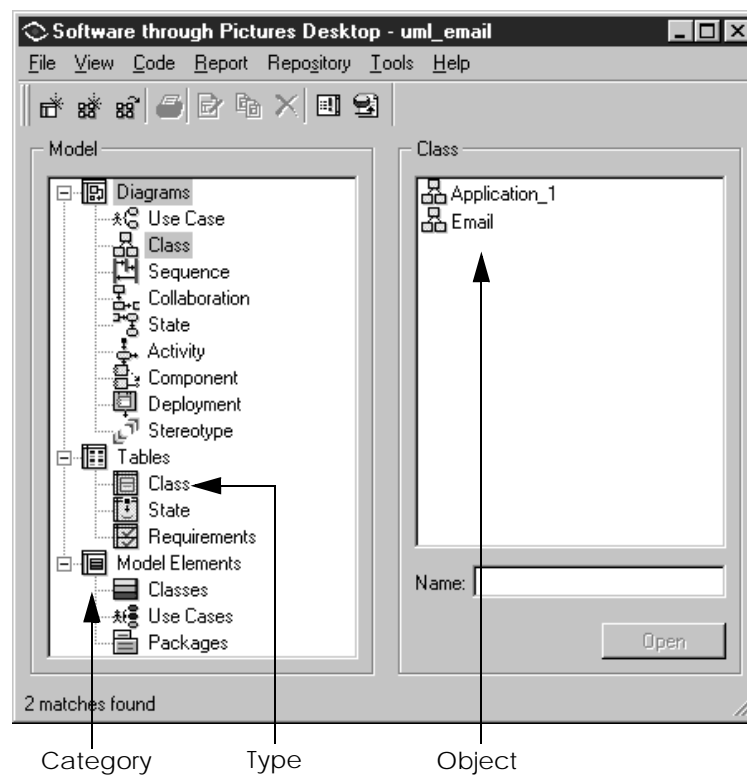 Software through Pictures Desktop - uml_email
File View Code Report Repository Tools Help
Model
Diagrams
Use Case
Class
Sequence
Collaboration
State
Activity
Component
Deployment
Stereotype
Tables
Class
State
Requirements
Model Elements
Classes
Use Cases
Packages
Class
Application_1
Email
Name:
Open
2 matches found
Category Type Object